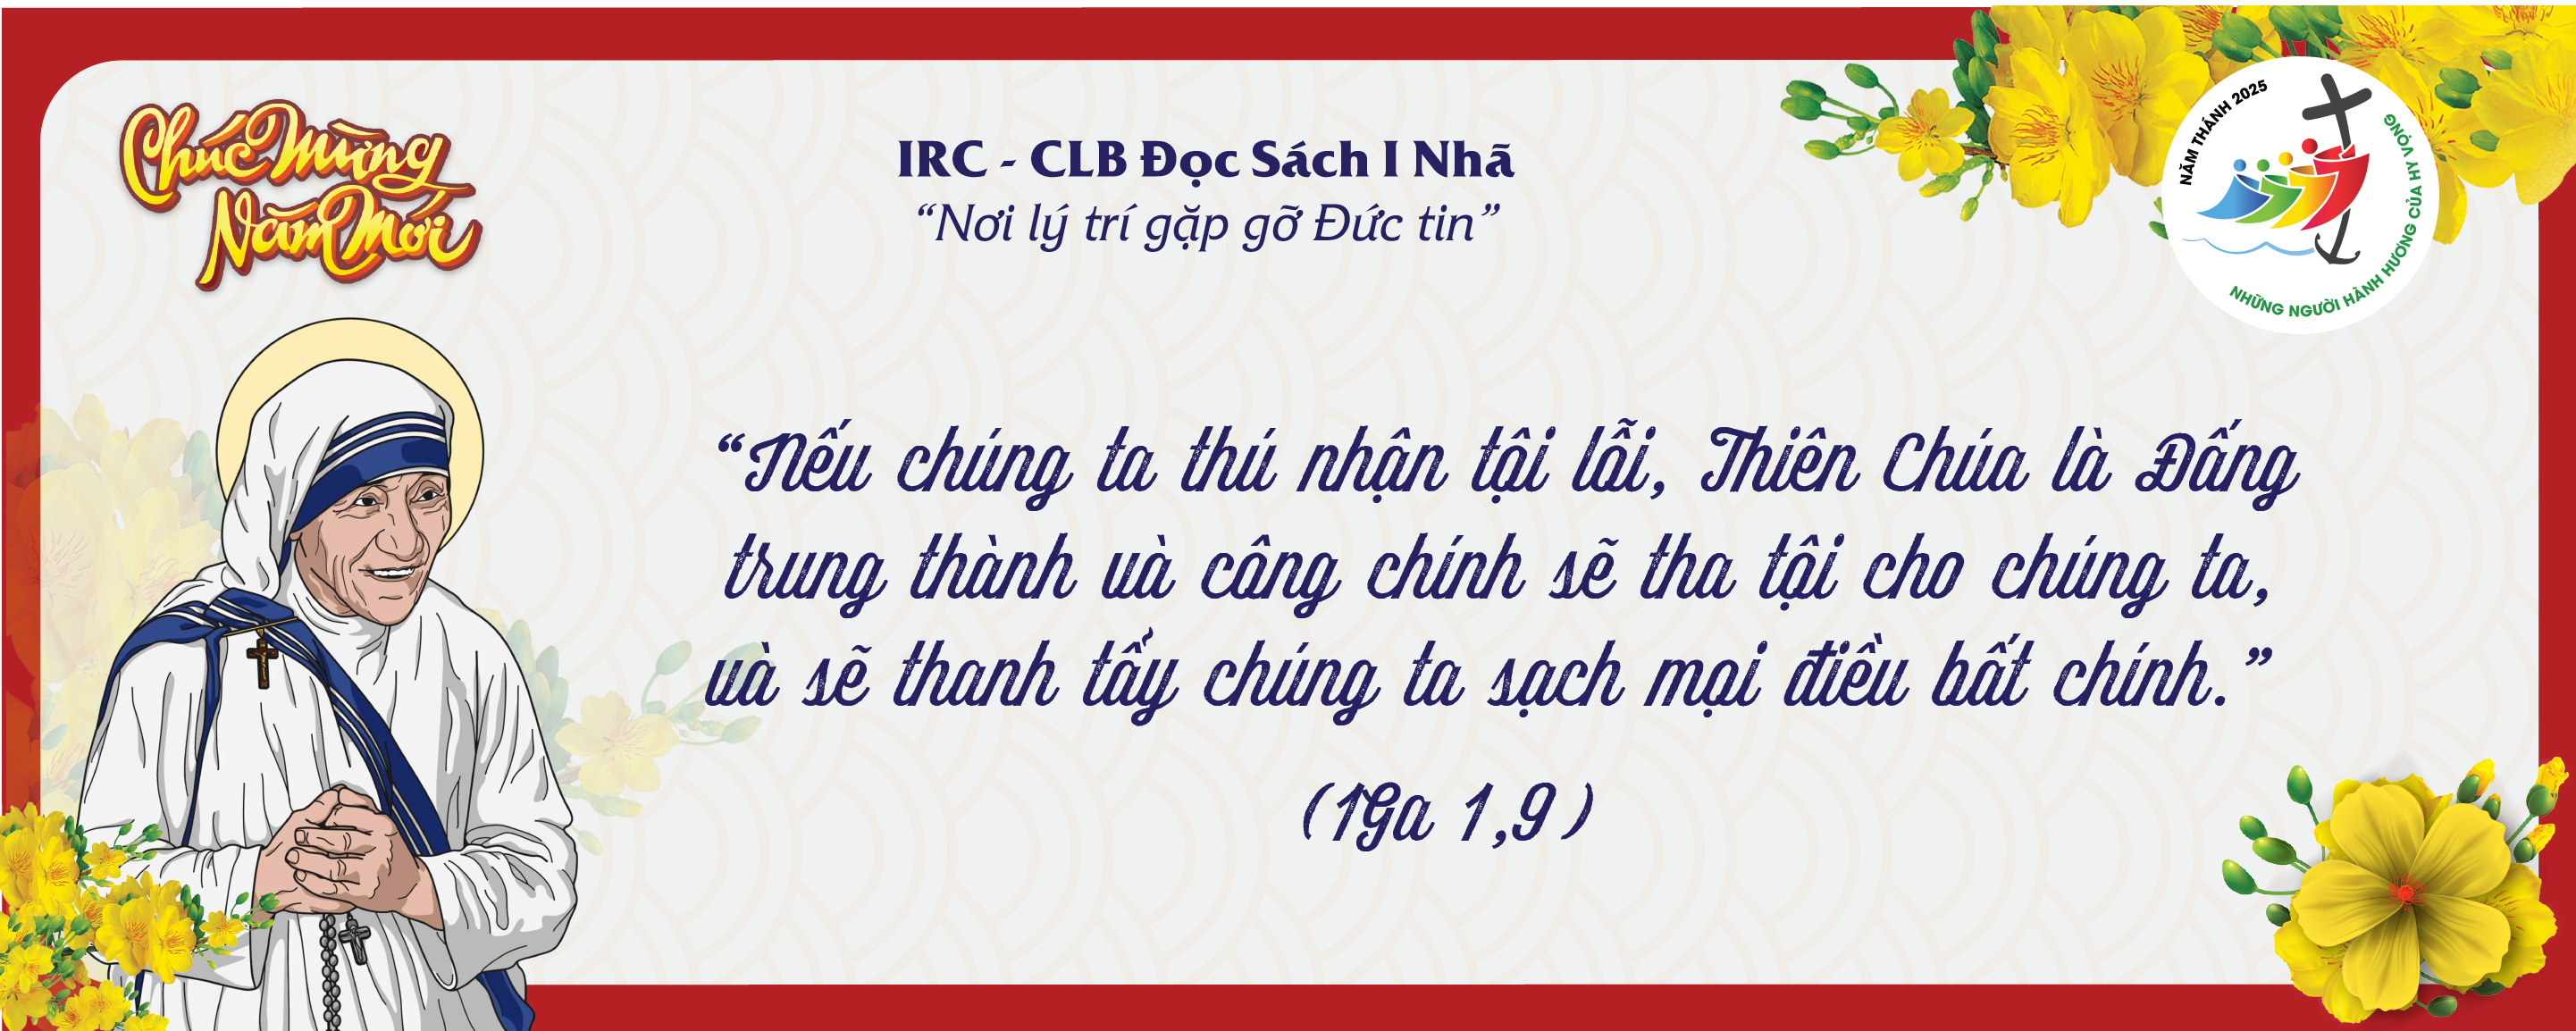 Chúc Mừng
Năm Mới
IRC - CLB Đọc Sách I Nhã
“Nơi lý trí gặp gỡ Đức tin”
NĂM THÁNH 2025
NHỮNG NGƯỜI HÀNH HƯƠNG CỦA HY VỌNG
“Nếu chúng ta thú nhận tội lỗi, Thiên Chúa là Đấng
trung thành và công chính sẽ tha tội cho chúng ta,
và sẽ thanh tẩy chúng ta sạch mọi điều bất chính.”
(1Ga 1,9)